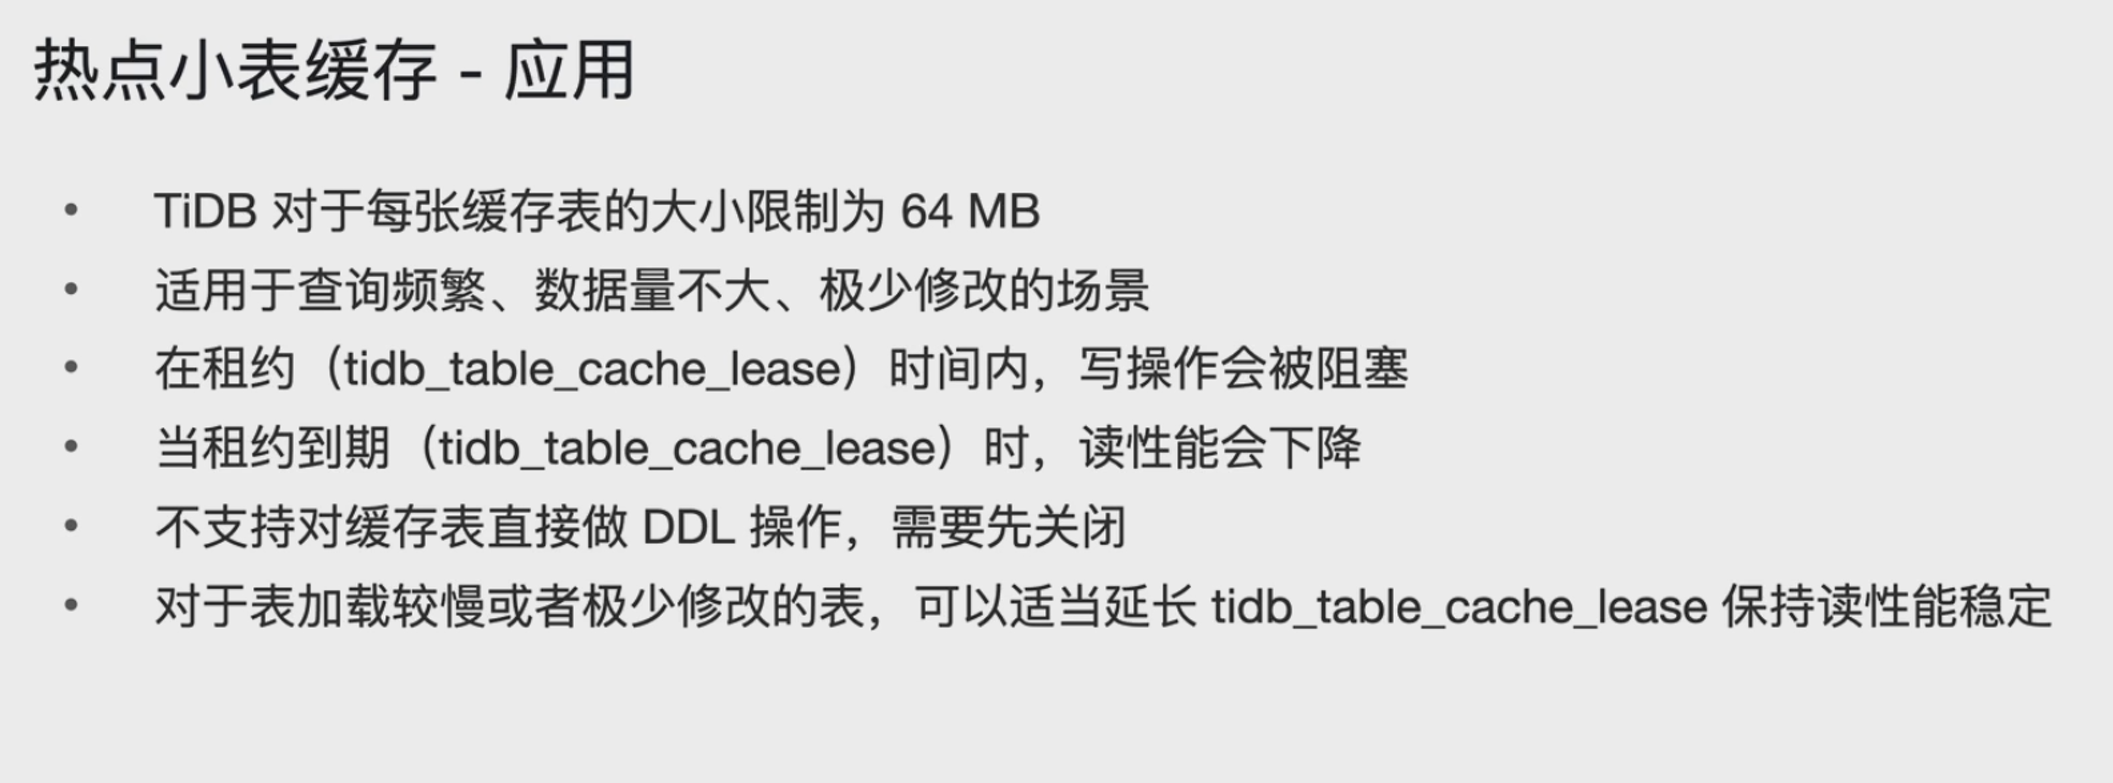 热点小表缓存 - 应用
• TiDB 对于每张缓存表的大小限制为 64 MB
• 适用于查询频繁、数据量不大、极少修改的场景
• 在租约（tidb_table_cache_lease）时间内，写操作会被阻塞
• 当租约到期（tidb_table_cache_lease）时，读性能会下降
• 不支持对缓存表直接做 DDL 操作，需要先关闭
• 对于表加载较慢或者极少修改的表，可以适当延长 tidb_table_cache_lease 保持读性能稳定